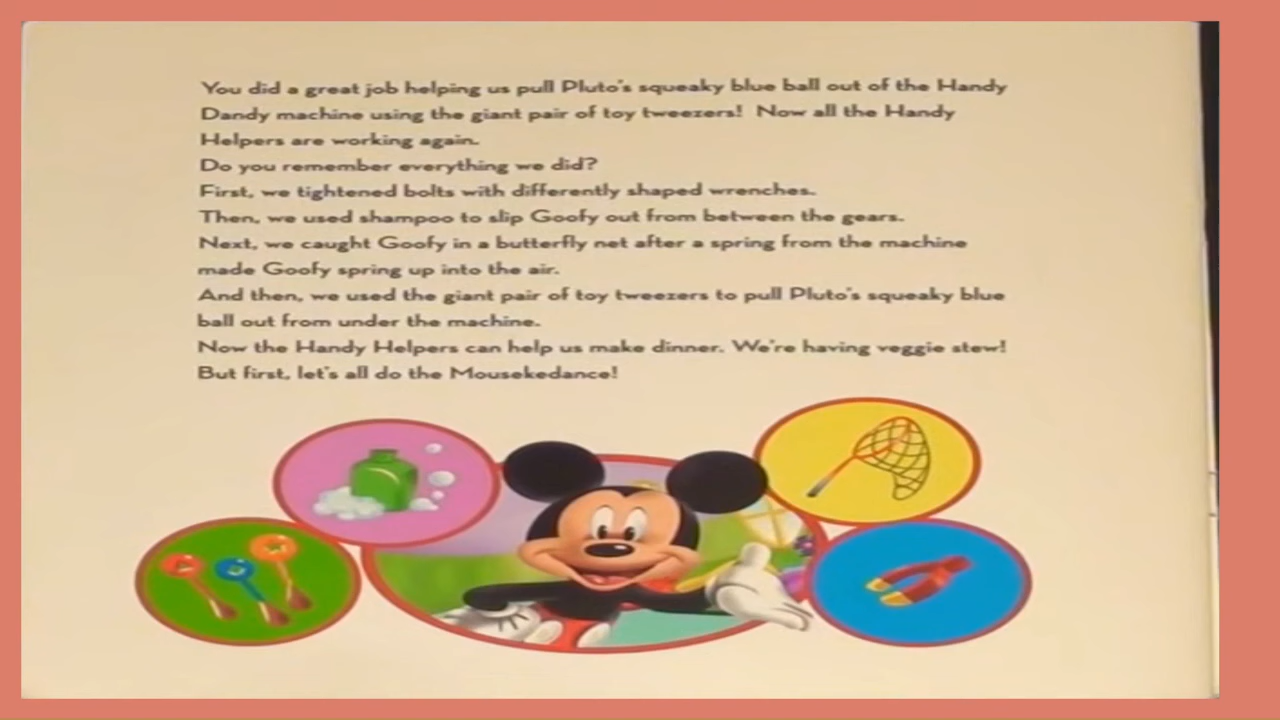 You did a great job helping us pull Pluto's squeaky blue ball out of the Handy
Dandy machine using the giant pair of toy tweezers! Now all the Handy
Helpers are working again.
Do you remember everything we did?
First, we tightened bolts with differently shaped wrenches.
Then, we used shampoo to slip Goofy out from between the gears.
Next, we caught Goofy in a butterfly net after a spring from the machine
made Goofy spring up into the air.
And then, we used the giant pair of toy tweezers to pull Pluto's squeaky blue
ball out from under the machine.
Now the Handy Helpers can help us make dinner. We're having veggie stew!
But first, let's all do the Mousekedance!